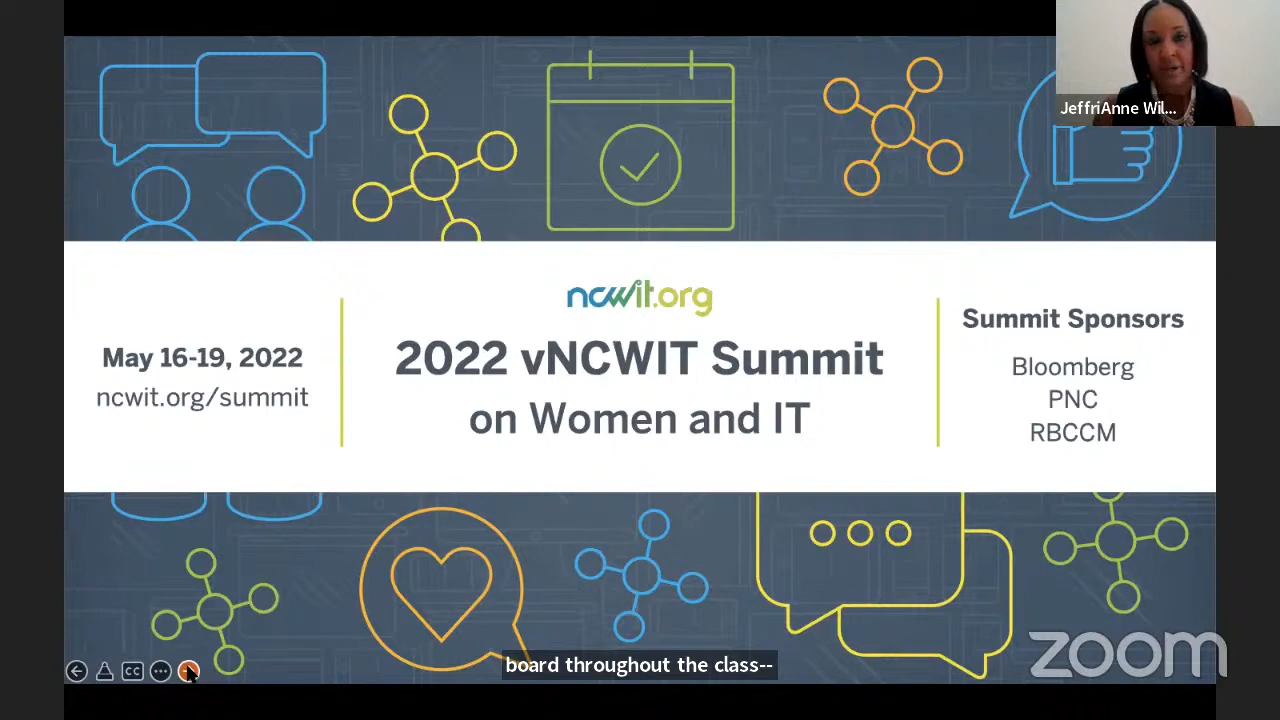 JeffriAnne Wil...
ncwit.org
May 16-19, 2022
ncwit.org/summit
2022 vNCWIT Summit
on Women and IT
Summit Sponsors
Bloomberg
PNC
RBCCM
CC
board throughout the class--
zoom